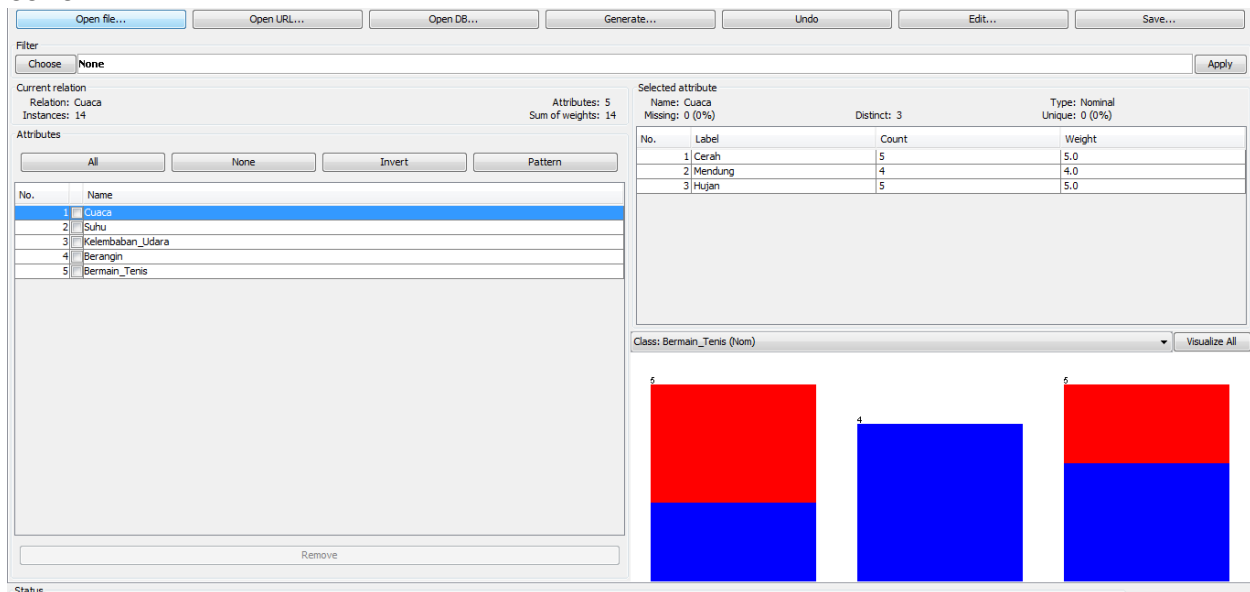 Open file... Open URL... Open DB... Generate... Undo Edit... Save...
Filter
Choose None Apply
Current relation
Relation: Cuaca Attributes: 5
Instances: 14 Sum of weights: 14
Attributes
All None Invert Pattern
No. Name
1 Cuaca
2 Suhu
3 Kelembaban_Udara
4 Berangin
5 Bermain_Tenis
Remove
Selected attribute
Name: Cuaca Type: Nominal
Missing: 0 (0%) Distinct: 3 Unique: 0 (0%)
No. Label Count Weight
1 Cerah 5 5.0
2 Mendung 4 4.0
3 Hujan 5 5.0
Class: Bermain_Tenis (Nom) Visualize All
5 4 5
Status